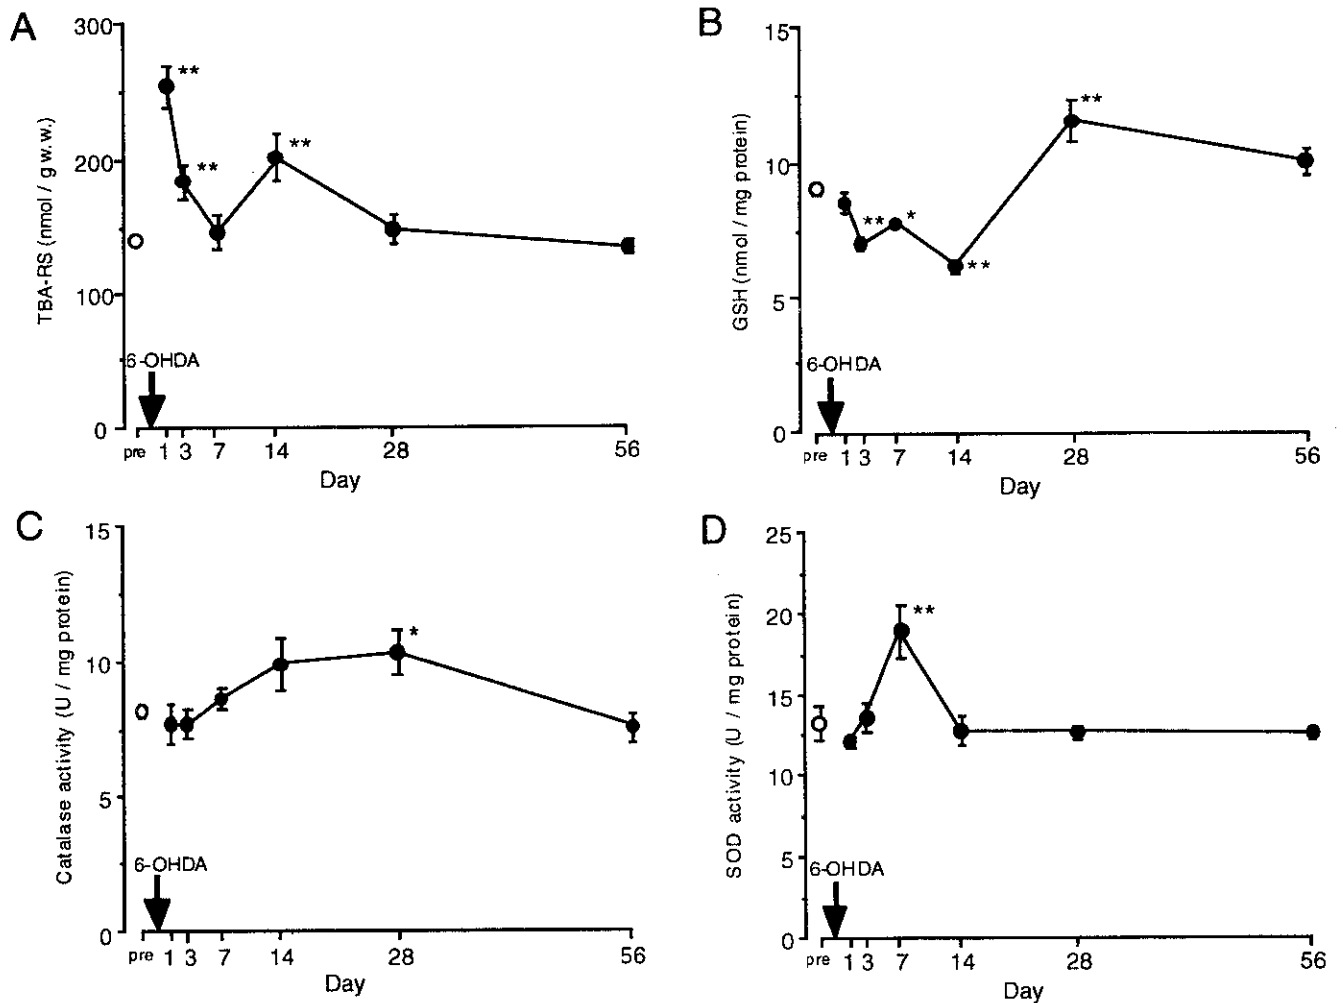 A
TBA-RS (nmol / g w.w.)
300
200
100
0
**
**
**
6-OHDA
pre 1 3 7 14 28 56
Day
B
GSH (nmol / mg protein)
15
10
5
0
**
*
**
**
6-OHDA
pre 1 3 7 14 28 56
Day
C
Catalase activity (U / mg protein)
15
10
5
0
*
6-OHDA
pre 1 3 7 14 28 56
Day
D
SOD activity (U / mg protein)
25
20
15
10
5
0
**
6-OHDA
pre 1 3 7 14 28 56
Day